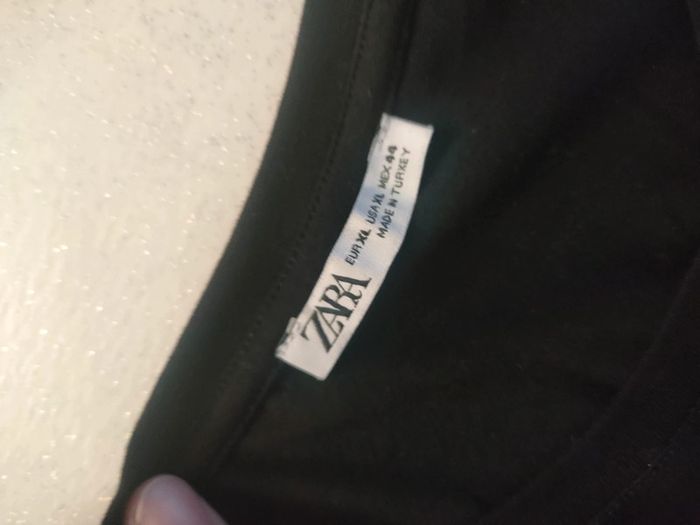 ZARA
EUR XL USA XL MEX 44
MADE IN TURKEY